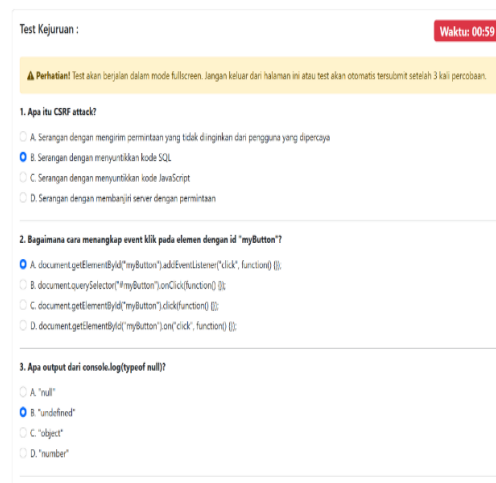 Test Kejuruan :
Waktu: 00:59
Perhatian! Test akan berjalan dalam mode fullscreen. Jangan keluar dari halaman ini atau test akan otomatis tersubmit setelah 3 kali percobaan.
1. Apa itu CSRF attack?
A. Serangan dengan mengirim permintaan yang tidak diinginkan dari pengguna yang dipercaya
B. Serangan dengan menyuntikkan kode SQL
C. Serangan dengan menyuntikkan kode JavaScript
D. Serangan dengan membanjiri server dengan permintaan
2. Bagaimana cara menangkap event klik pada elemen dengan id "myButton"?
A. document.getElementById("myButton").addEventListener("click", function() {});
B. document.querySelector("#myButton").onClick(function() {});
C. document.getElementById("myButton").click(function() {});
D. document.getElementById("myButton").on("click", function() {});
3. Apa output dari console.log(typeof null)?
A. "null"
B. "undefined"
C. "object"
D. "number"